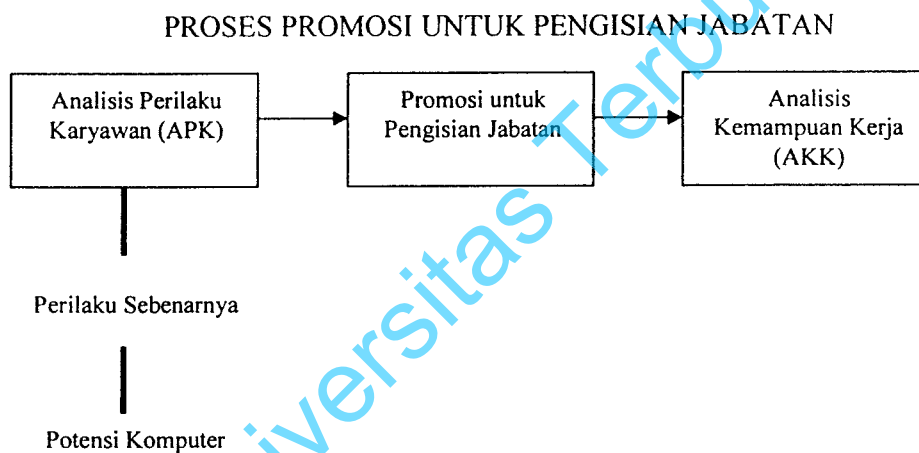 PROSES PROMOSI UNTUK PENGISIAN JABATAN
Analisis Perilaku
Karyawan (APK)
Promosi untuk
Pengisian Jabatan
Analisis
Kemampuan Kerja
(AKK)
Perilaku Sebenarnya
Potensi Komputer